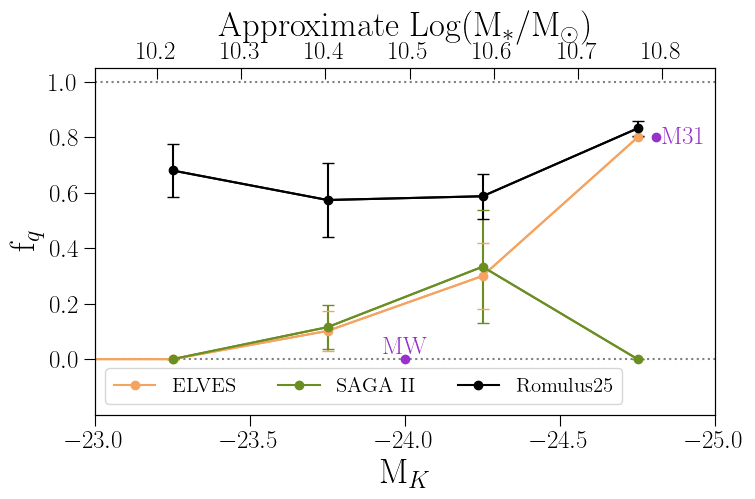 Approximate Log(M*/M☉)
10.2 10.3 10.4 10.5 10.6 10.7 10.8
1.0
0.8
0.6
0.4
0.2
0.0
f_q
M31
MW
ELVES SAGA II Romulus25
−23.0 −23.5 −24.0 −24.5 −25.0
M_K